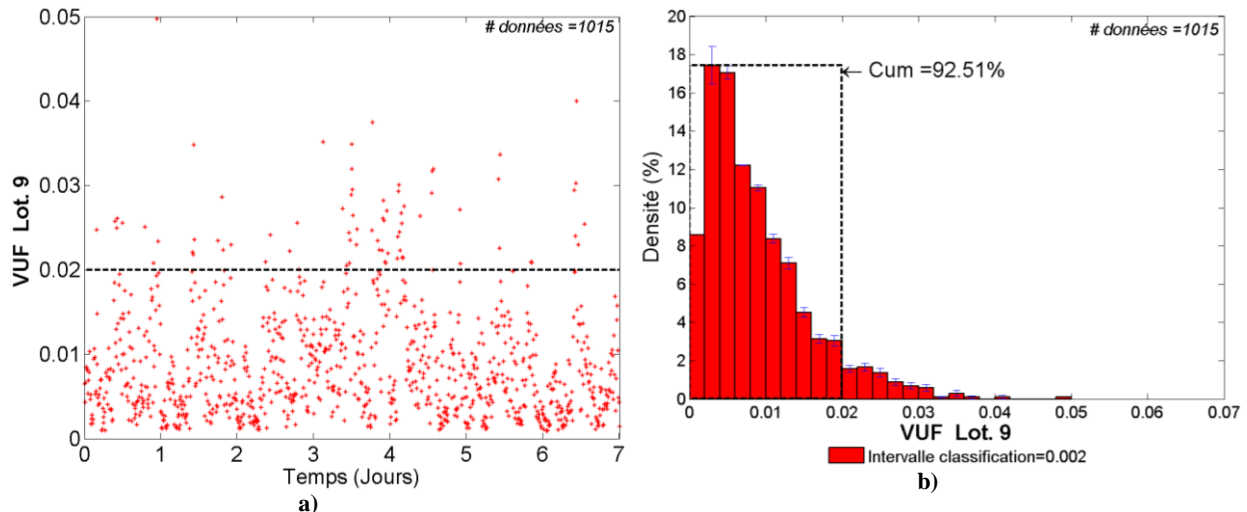 # données =1015
0.05
0.04
0.03
0.02
0.01
0
VUF Lot. 9
0 1 2 3 4 5 6 7
Temps (Jours)
a)
# données =1015
20
18
16
14
12
10
8
6
4
2
0
Densité (%)
← Cum =92.51%
0 0.01 0.02 0.03 0.04 0.05 0.06 0.07
VUF Lot. 9
Intervalle classification=0.002
b)